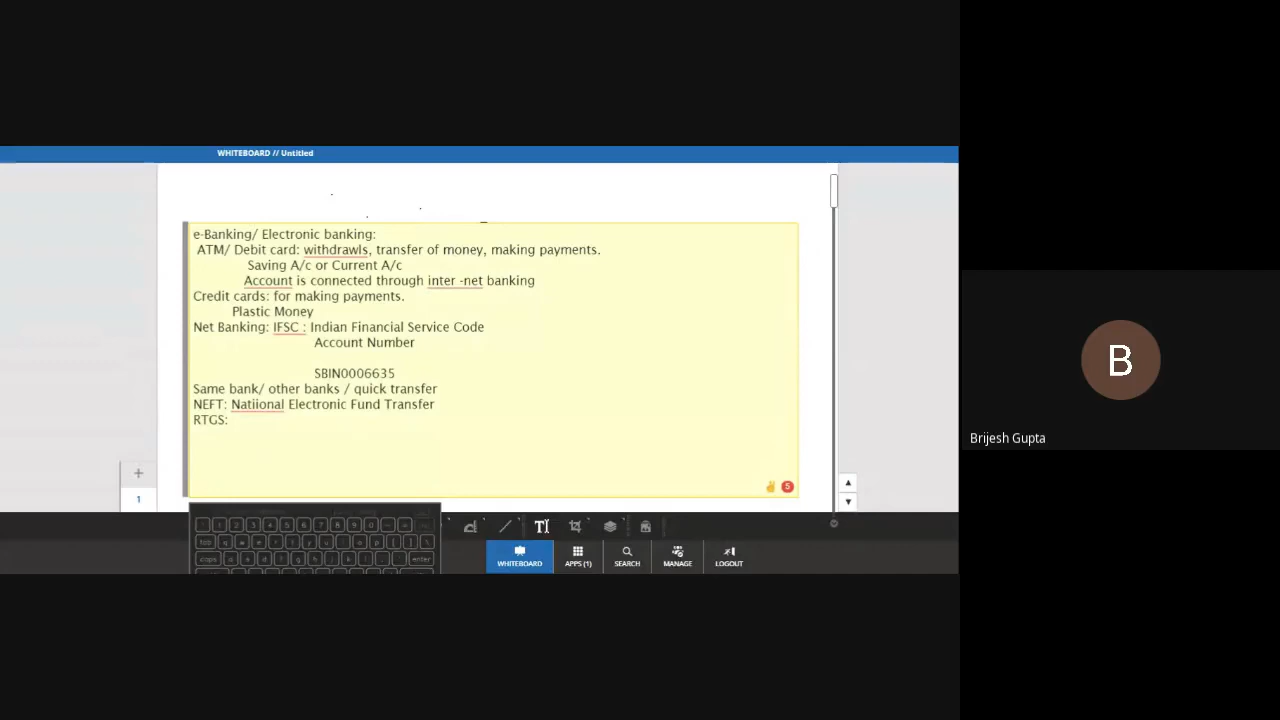 WHITEBOARD // Untitled
e-Banking/ Electronic banking:
ATM/ Debit card: withdrawls, transfer of money, making payments.
Saving A/c or Current A/c
Account is connected through inter -net banking
Credit cards: for making payments.
Plastic Money
Net Banking: IFSC : Indian Financial Service Code
Account Number
SBIN0006635
Same bank/ other banks / quick transfer
NEFT: Natiional Electronic Fund Transfer
RTGS:
5
1
B
Brijesh Gupta
WHITEBOARD
APPS (1)
SEARCH
MANAGE
LOGOUT